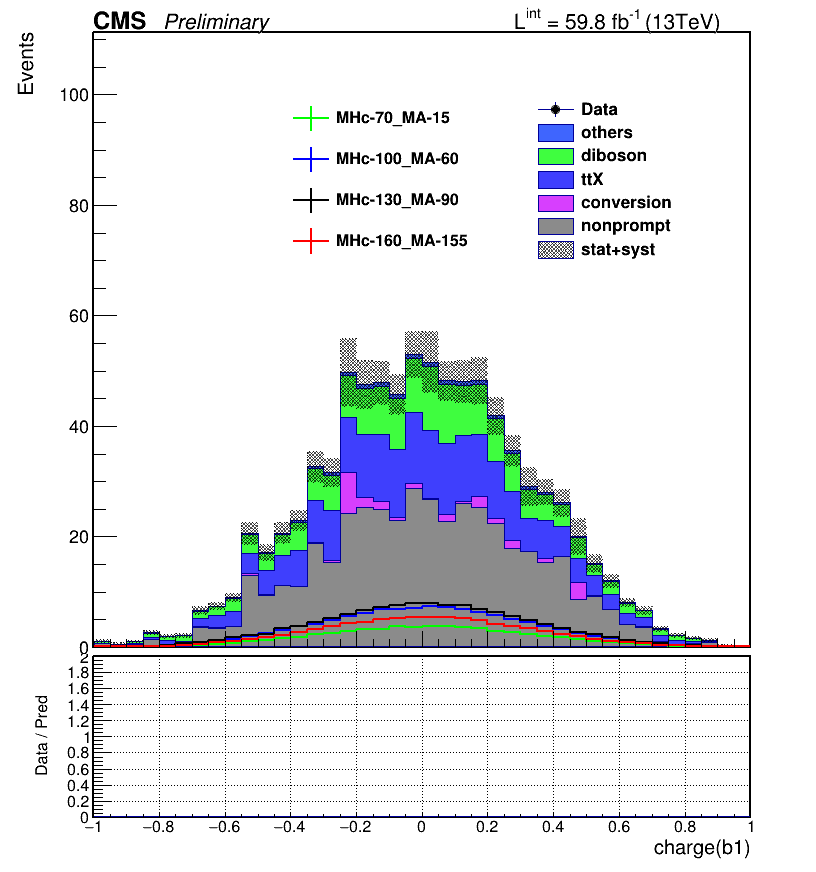 CMS Preliminary L^int = 59.8 fb^-1 (13TeV)
Events
100
80
60
40
20
0
MHc-70_MA-15
MHc-100_MA-60
MHc-130_MA-90
MHc-160_MA-155
Data
others
diboson
ttX
conversion
nonprompt
stat+syst
Data / Pred
2
1.8
1.6
1.4
1.2
1
0.8
0.6
0.4
0.2
0
−1 −0.8 −0.6 −0.4 −0.2 0 0.2 0.4 0.6 0.8 1
charge(b1)